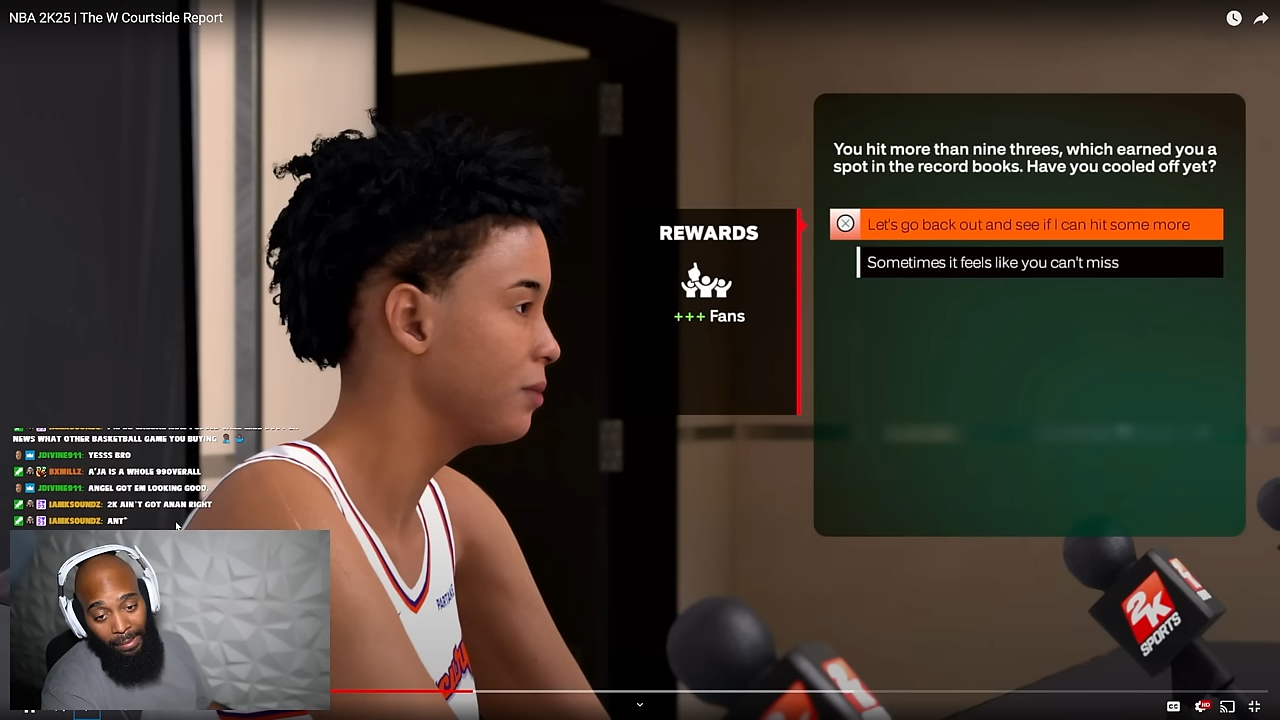 NBA 2K25 | The W Courtside Report
You hit more than nine threes, which earned you a
spot in the record books. Have you cooled off yet?
REWARDS
Let's go back out and see if I can hit some more
Sometimes it feels like you can't miss
+++ Fans
NEWS WHAT OTHER BASKETBALL GAME YOU BUYING
JDIVINE911: YESSS BRO
BXMILLZ: A'JA IS A WHOLE 99OVERALL
JDIVINE911: ANGEL GOT EM LOOKING GOOD
IAMKSOUNDZ: 2K AIN'T GOT ANAN RIGHT
IAMKSOUNDZ: ANT*
2K
SPORTS
CC
HD